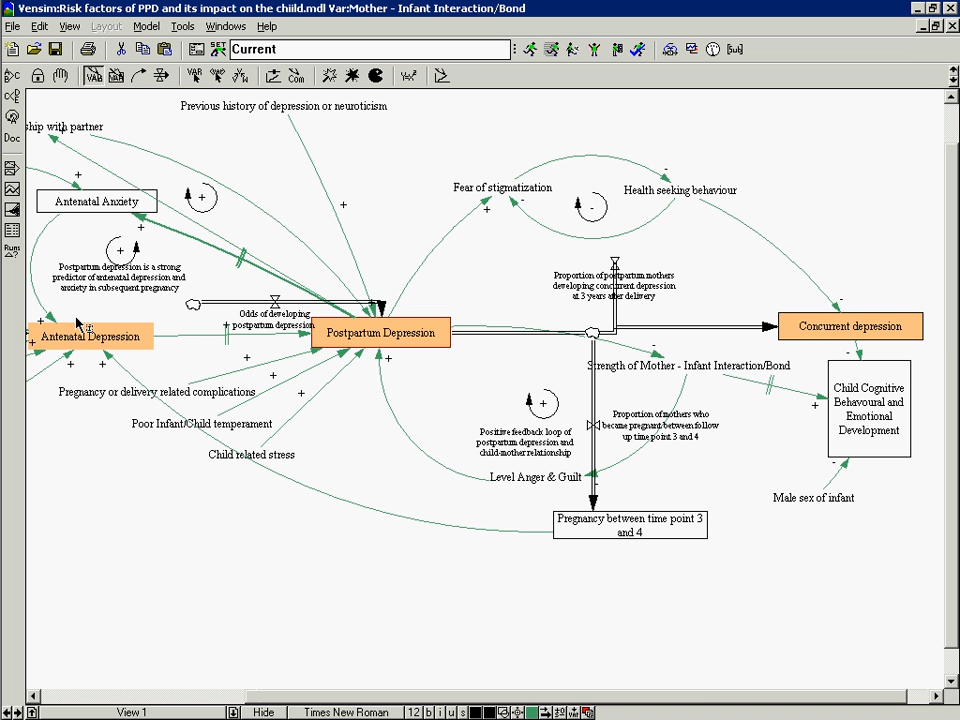 Vensim:Risk factors of PPD and its impact on the chiild.mdl Var:Mother - Infant Interaction/Bond
File Edit View Layout Model Tools Windows Help
SET
Current
VAR
Com
Doc
Runs
Previous history of depression or neuroticism
ship with partner
+
Antenatal Anxiety
+
+
+
Fear of stigmatization
+
-
-
Health seeking behaviour
-
+
Postpartum depression is a strong
predictor of antenatal depression and
anxiety in subsequent pregnancy
Proportion of postpartum mothers
developing concurrent depression
at 3 years after delivery
-
Odds of developing
postpartum depression
+
+
Antenatal Depression
Postpartum Depression
Concurrent depression
-
-
Strength of Mother - Infant Interaction/Bond
Child Cognitive
Behavoural and
Emotional
Development
+
+
+
+
+
+
+
Pregnancy or delivery related complications
Poor Infant/Child temperament
Child related stress
+
Positive feedback loop of
postpartum depression and
child-mother relationship
Proportion of mothers who
became pregnant between follow
up time point 3 and 4
Level Anger & Guilt
-
-
Male sex of infant
Pregnancy between time point 3
and 4
View 1
Hide
Times New Roman
12 b i u s